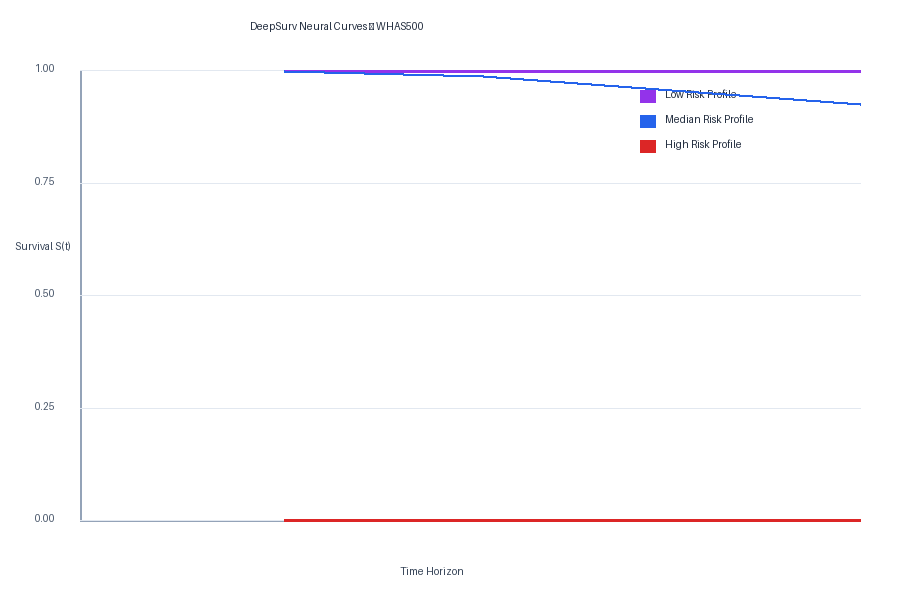 DeepSurv Neural Curves▯WHAS500
1.00
Low Risk Profile
Median Risk Profile
High Risk Profile
0.75
Survival S(t)
0.50
0.25
0.00
Time Horizon